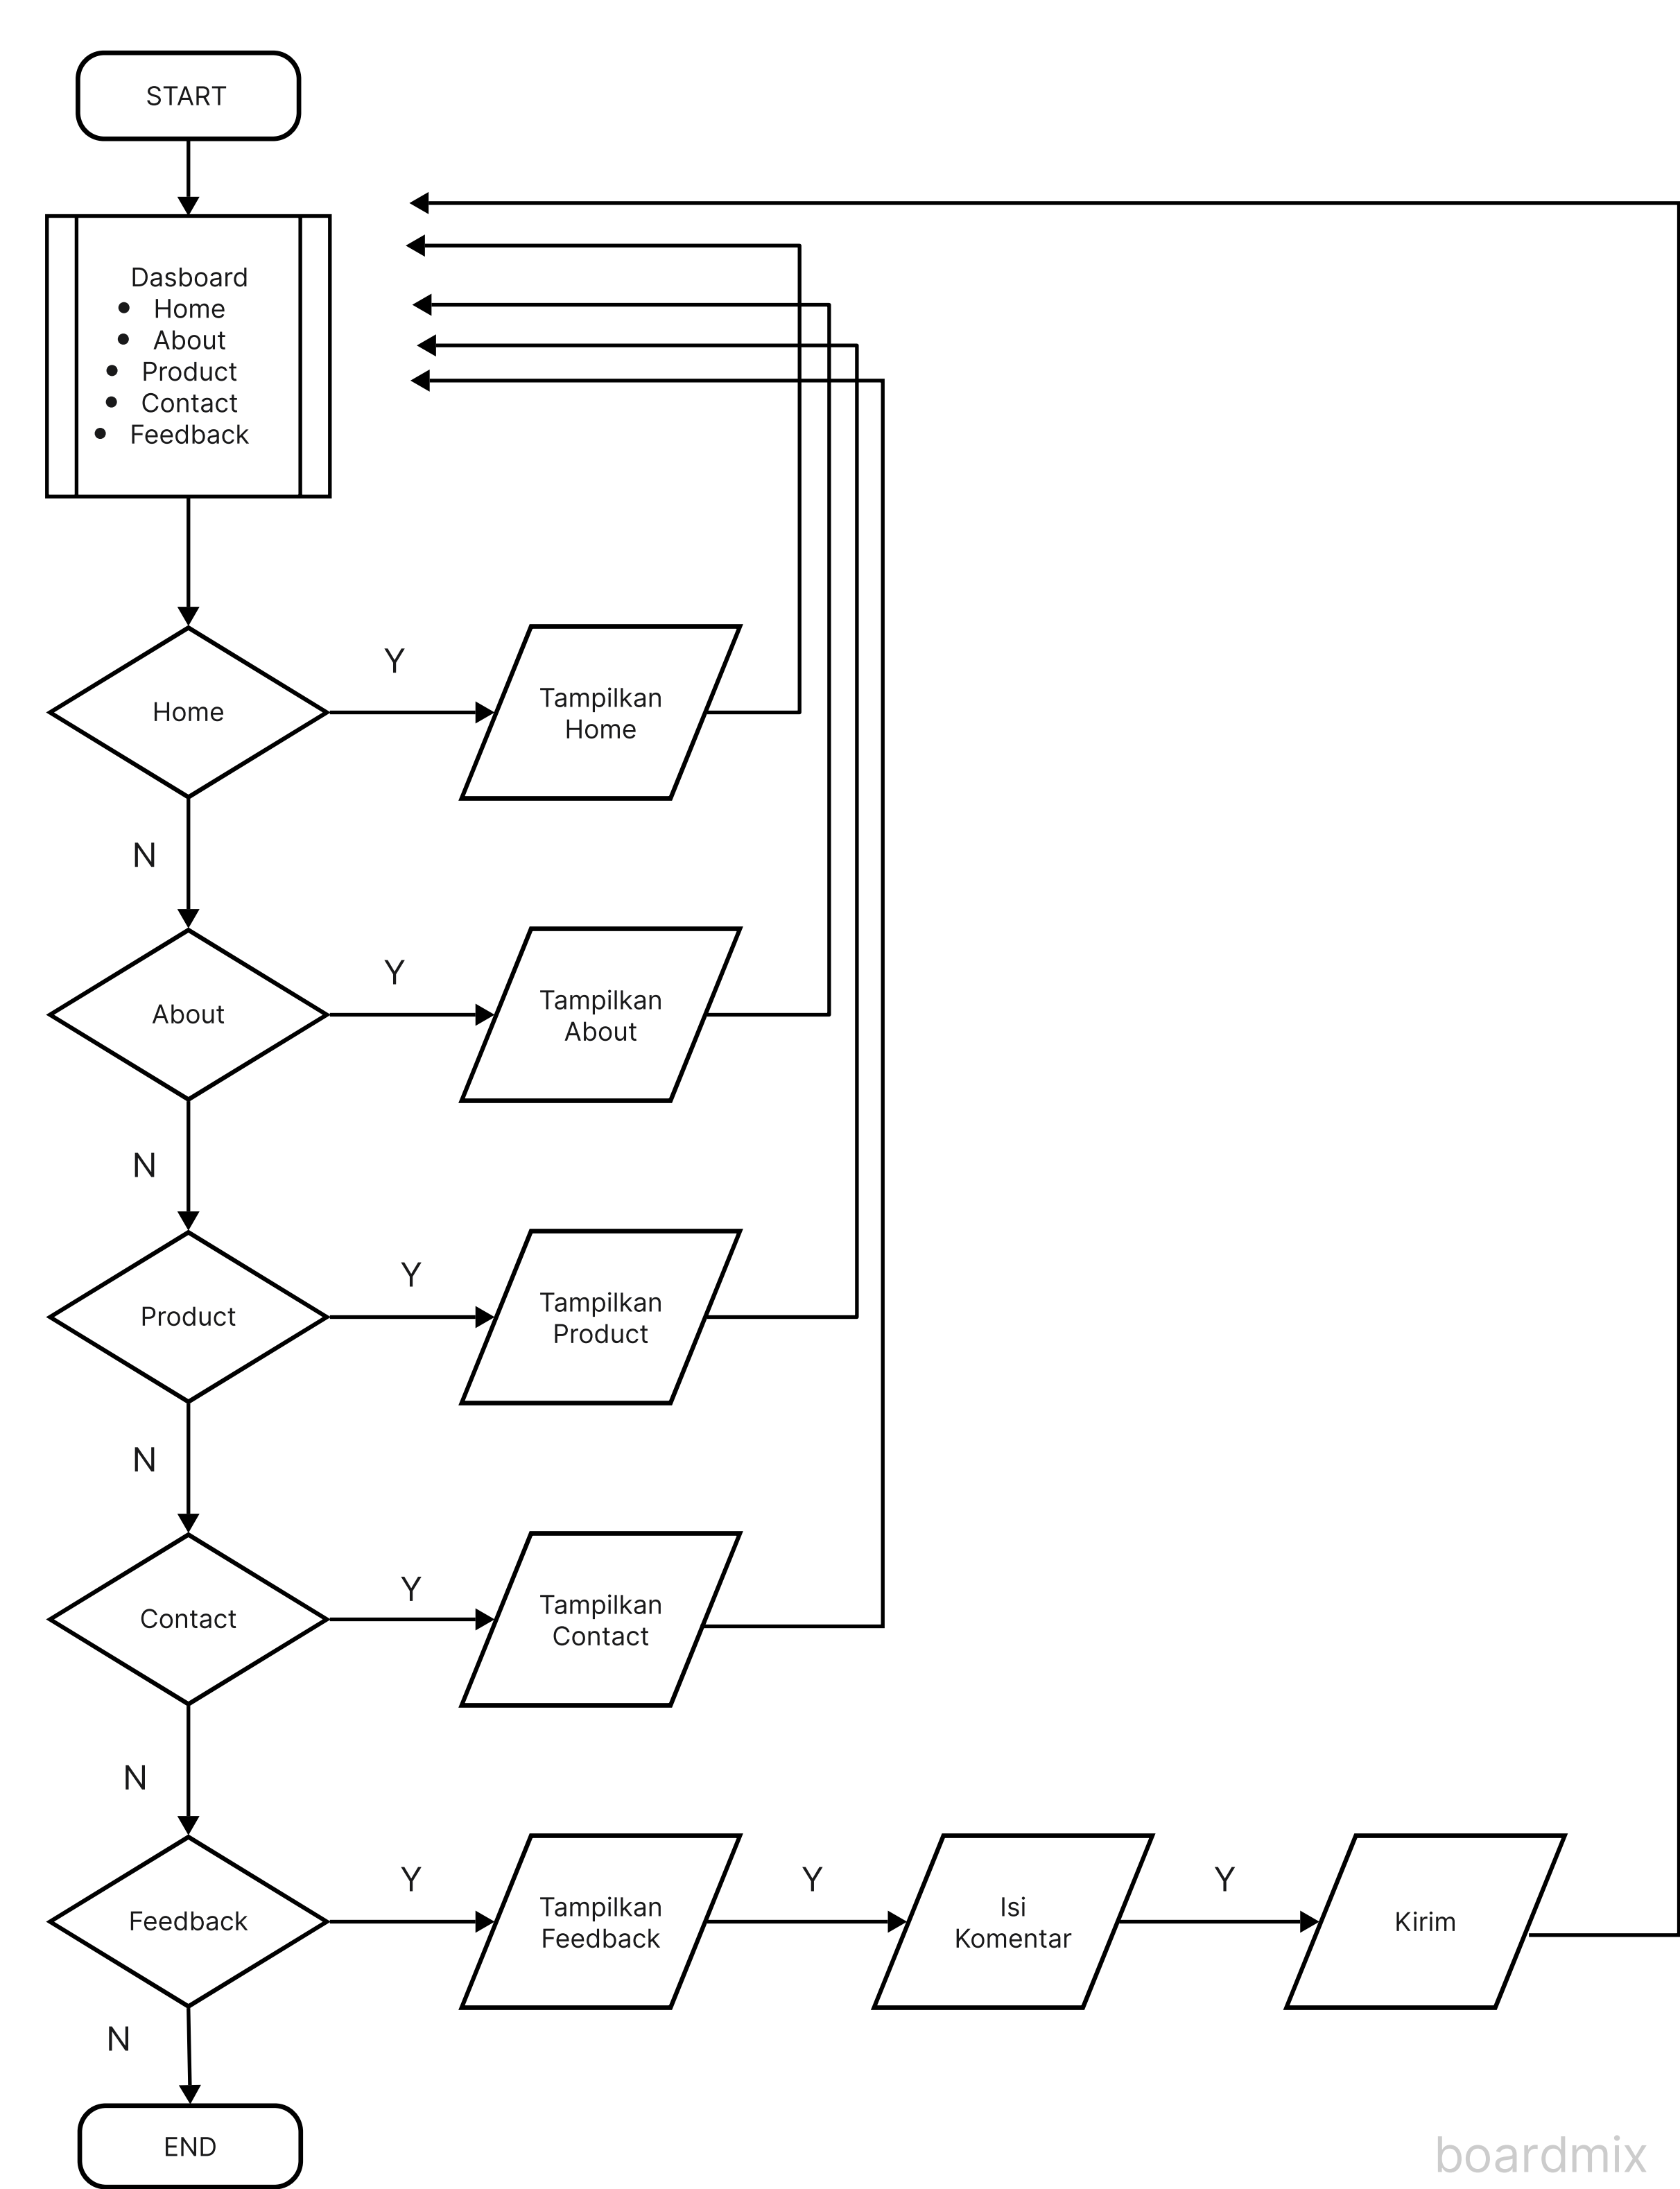 START
Dasboard
• Home
• About
• Product
• Contact
• Feedback
Home
Y
Tampilkan
Home
N
About
Y
Tampilkan
About
N
Product
Y
Tampilkan
Product
N
Contact
Y
Tampilkan
Contact
N
Feedback
Y
Tampilkan
Feedback
Y
Isi
Komentar
Y
Kirim
N
END
boardmix